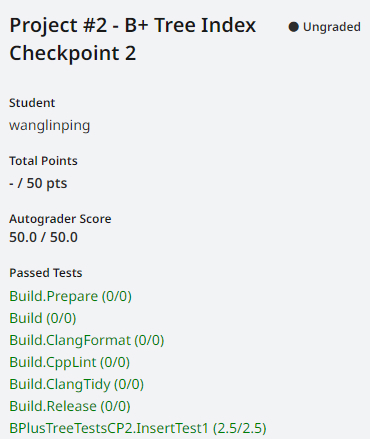 Project #2 - B+ Tree Index
● Ungraded
Checkpoint 2
Student
wanglinping
Total Points
- / 50 pts
Autograder Score
50.0 / 50.0
Passed Tests
Build.Prepare (0/0)
Build (0/0)
Build.ClangFormat (0/0)
Build.CppLint (0/0)
Build.ClangTidy (0/0)
Build.Release (0/0)
BPlusTreeTestsCP2.InsertTest1 (2.5/2.5)